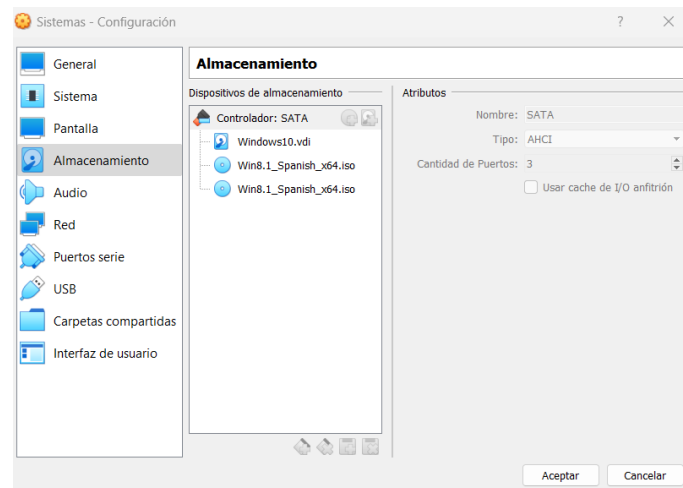 Sistemas - Configuración
?
General
Sistema
Pantalla
Almacenamiento
Audio
Red
Puertos serie
USB
Carpetas compartidas
Interfaz de usuario
Almacenamiento
Dispositivos de almacenamiento
Controlador: SATA
Windows10.vdi
Win8.1_Spanish_x64.iso
Win8.1_Spanish_x64.iso
Atributos
Nombre: SATA
Tipo: AHCI
Cantidad de Puertos: 3
Usar cache de I/O anfitrión
Aceptar
Cancelar